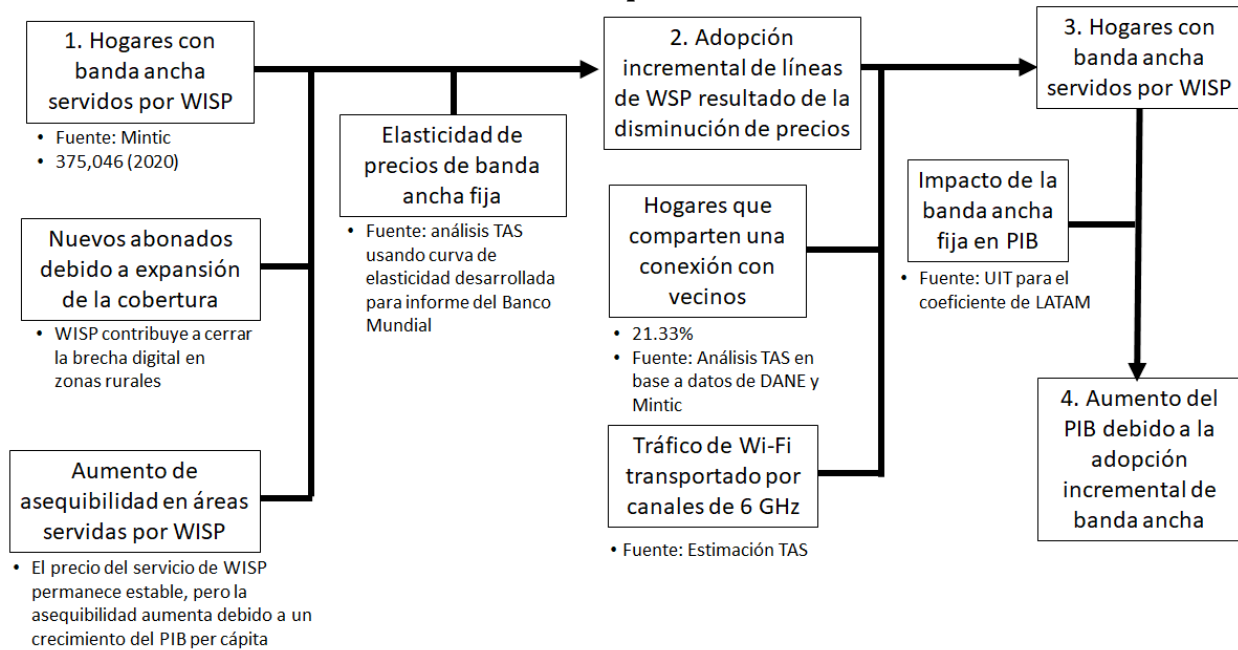 1. Hogares con
banda ancha
servidos por WISP
• Fuente: Mintic
• 375,046 (2020)
Nuevos abonados
debido a expansión
de la cobertura
• WISP contribuye a cerrar
la brecha digital en
zonas rurales
Aumento de
asequibilidad en áreas
servidas por WISP
• El precio del servicio de WISP
permanece estable, pero la
asequibilidad aumenta debido a un
crecimiento del PIB per cápita
Elasticidad de
precios de banda
ancha fija
• Fuente: análisis TAS
usando curva de
elasticidad desarrollada
para informe del Banco
Mundial
2. Adopción
incremental de líneas
de WSP resultado de la
disminución de precios
Hogares que
comparten una
conexión con
vecinos
• 21.33%
• Fuente: Análisis TAS en
base a datos de DANE y
Mintic
Tráfico de Wi-Fi
transportado por
canales de 6 GHz
• Fuente: Estimación TAS
3. Hogares con
banda ancha
servidos por WISP
Impacto de la
banda ancha
fija en PIB
• Fuente: UIT para el
coeficiente de LATAM
4. Aumento del
PIB debido a la
adopción
incremental de
banda ancha